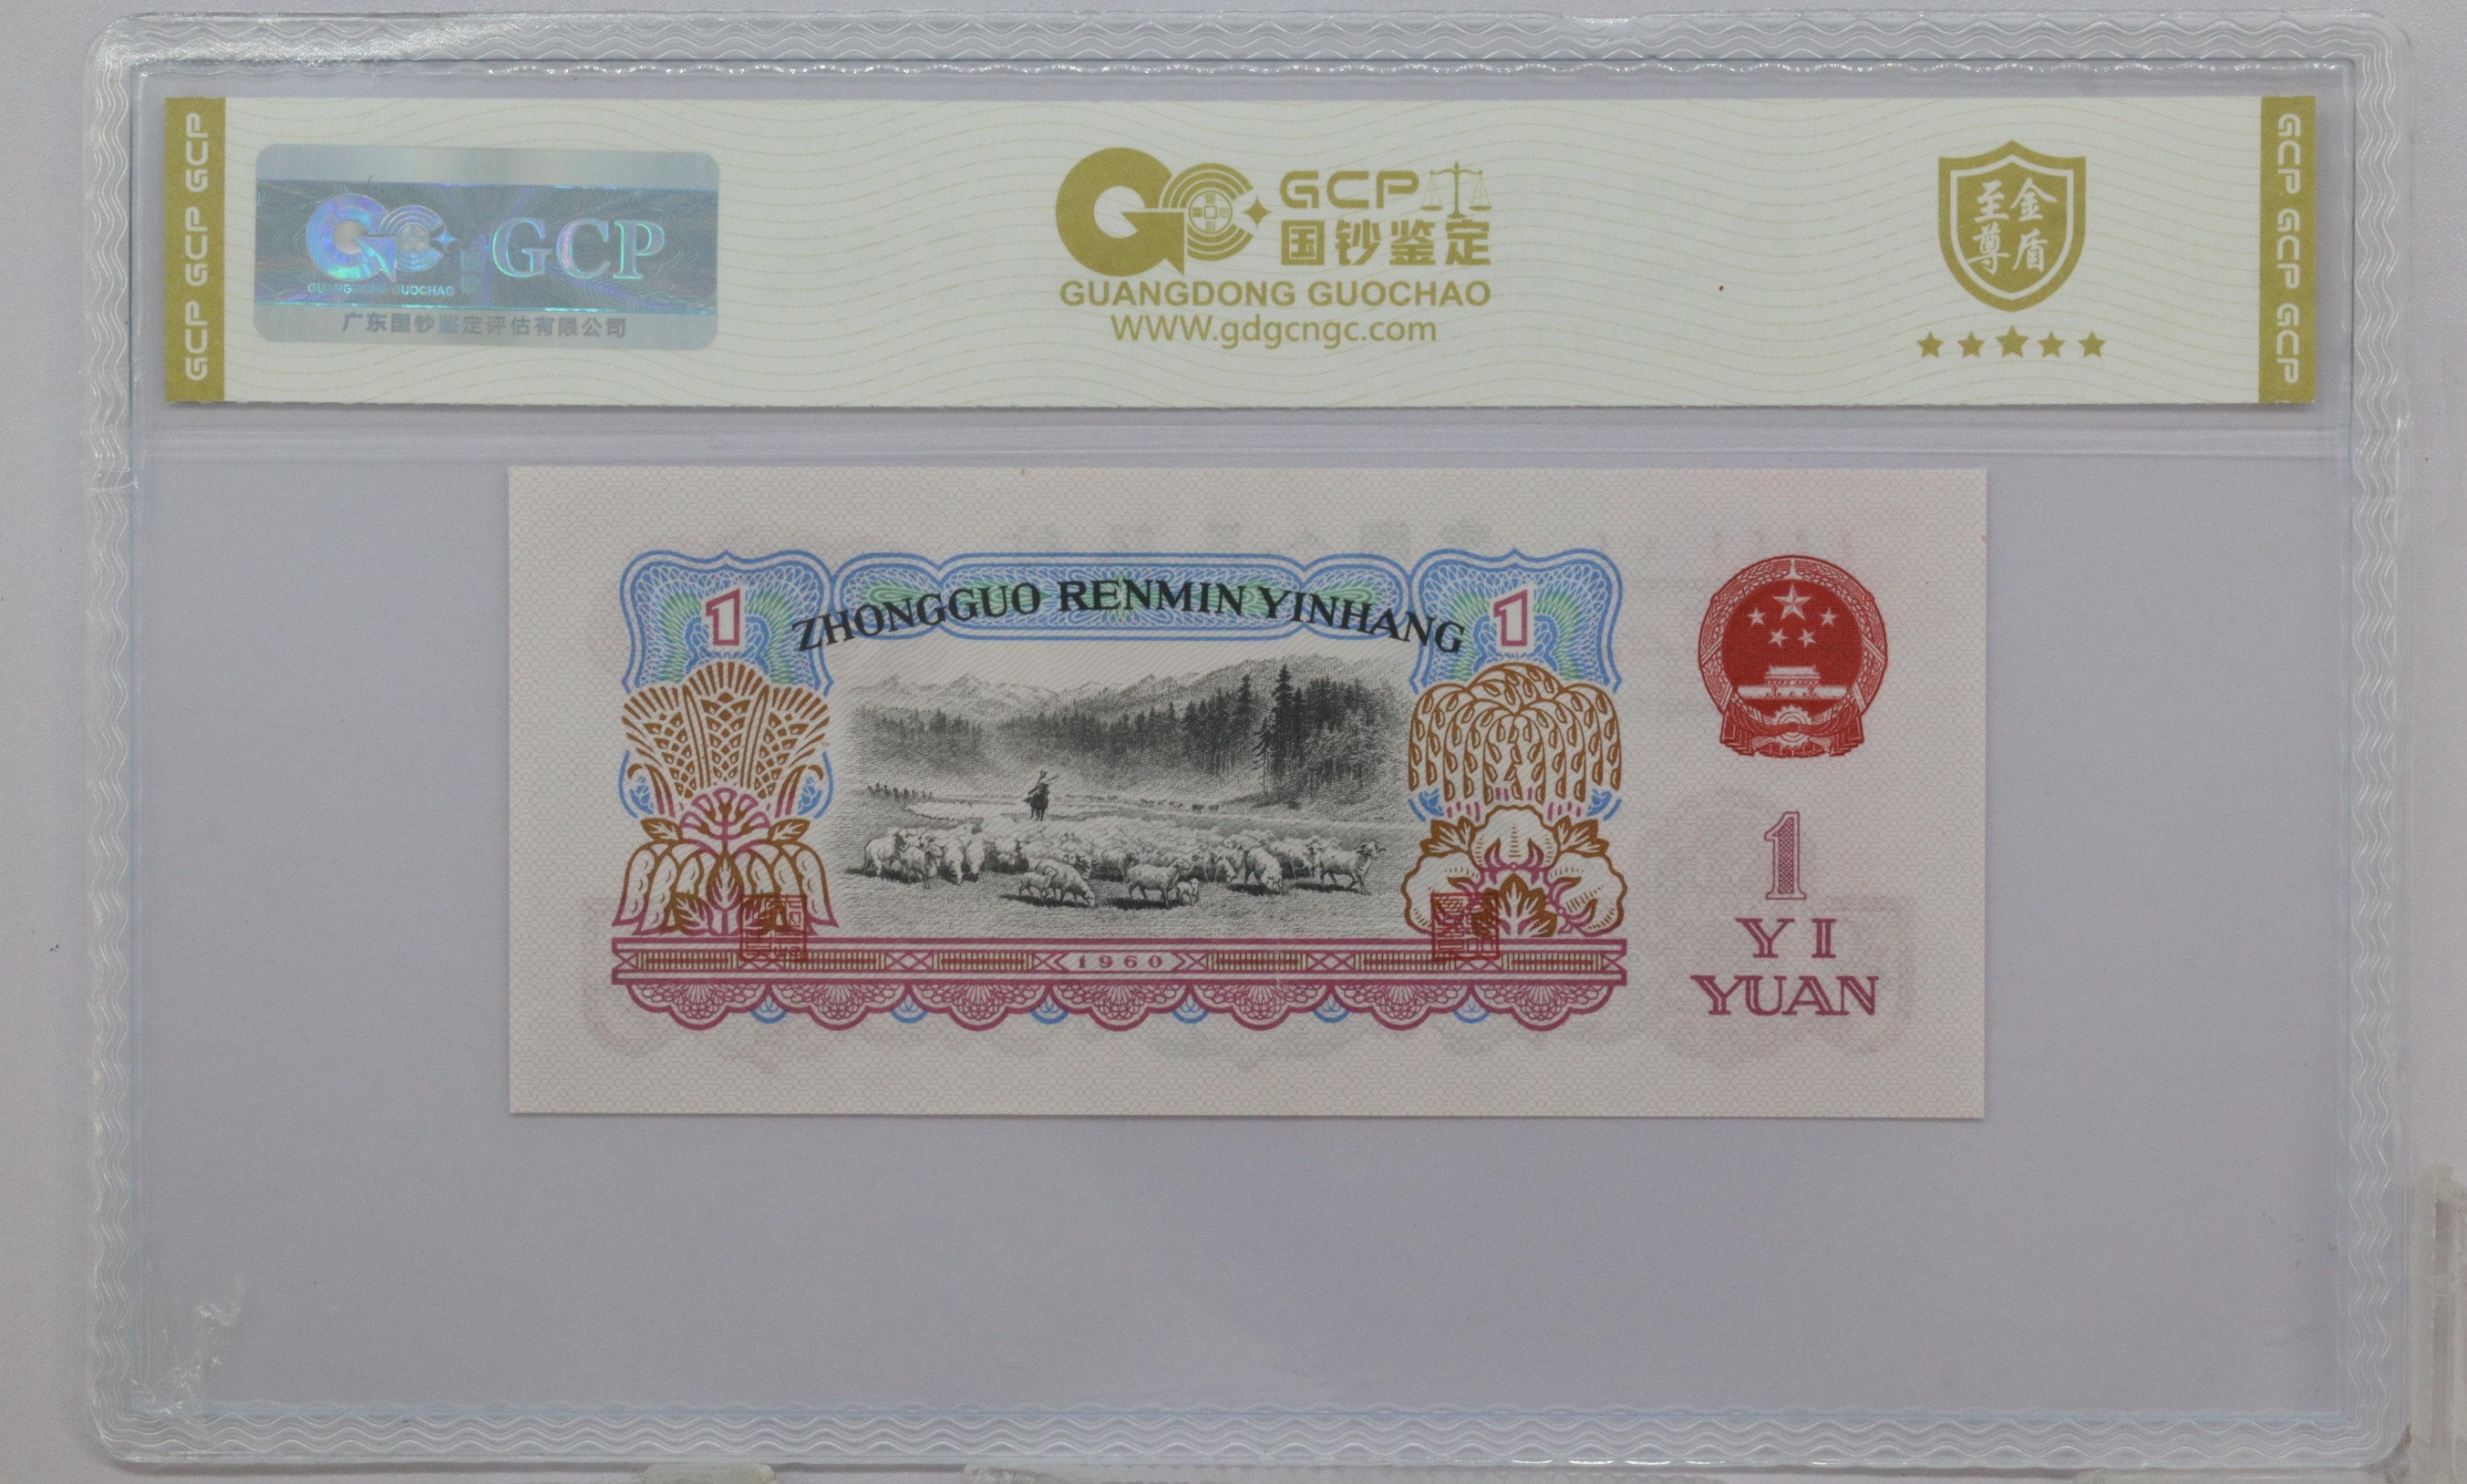 GCP GCP GCP
GCP
GUANGDONG GUOCHAO
广东国钞鉴定评估有限公司
GCP
国钞鉴定
GUANGDONG GUOCHAO
WWW.gdgcngc.com
至尊
金盾
GCP GCP GCP
1
ZHONGGUO RENMIN YINHANG
1
1960
1
YI
YUAN